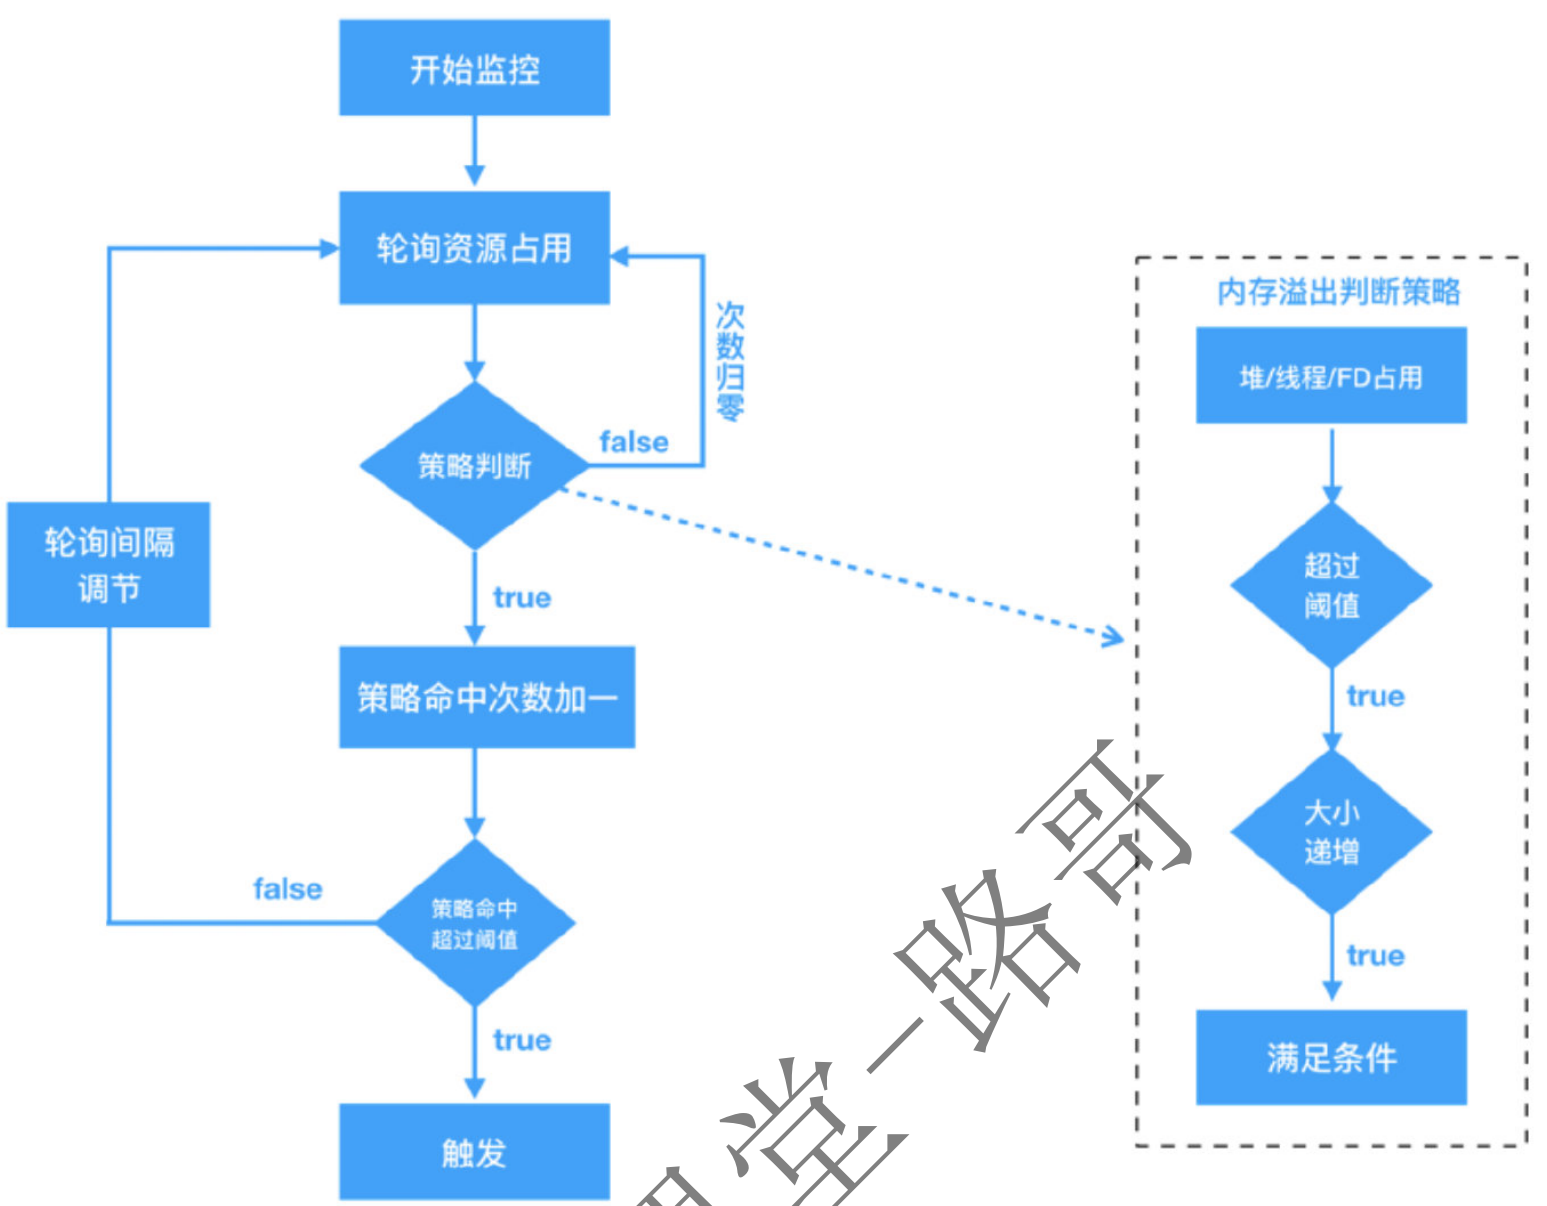 开始监控
轮询资源占用
次数归零
false
策略判断
轮询间隔
调节
true
策略命中次数加一
false
策略命中
超过阈值
true
触发
内存溢出判断策略
堆/线程/FD占用
超过
阈值
true
大小
递增
true
满足条件
堂一路哥